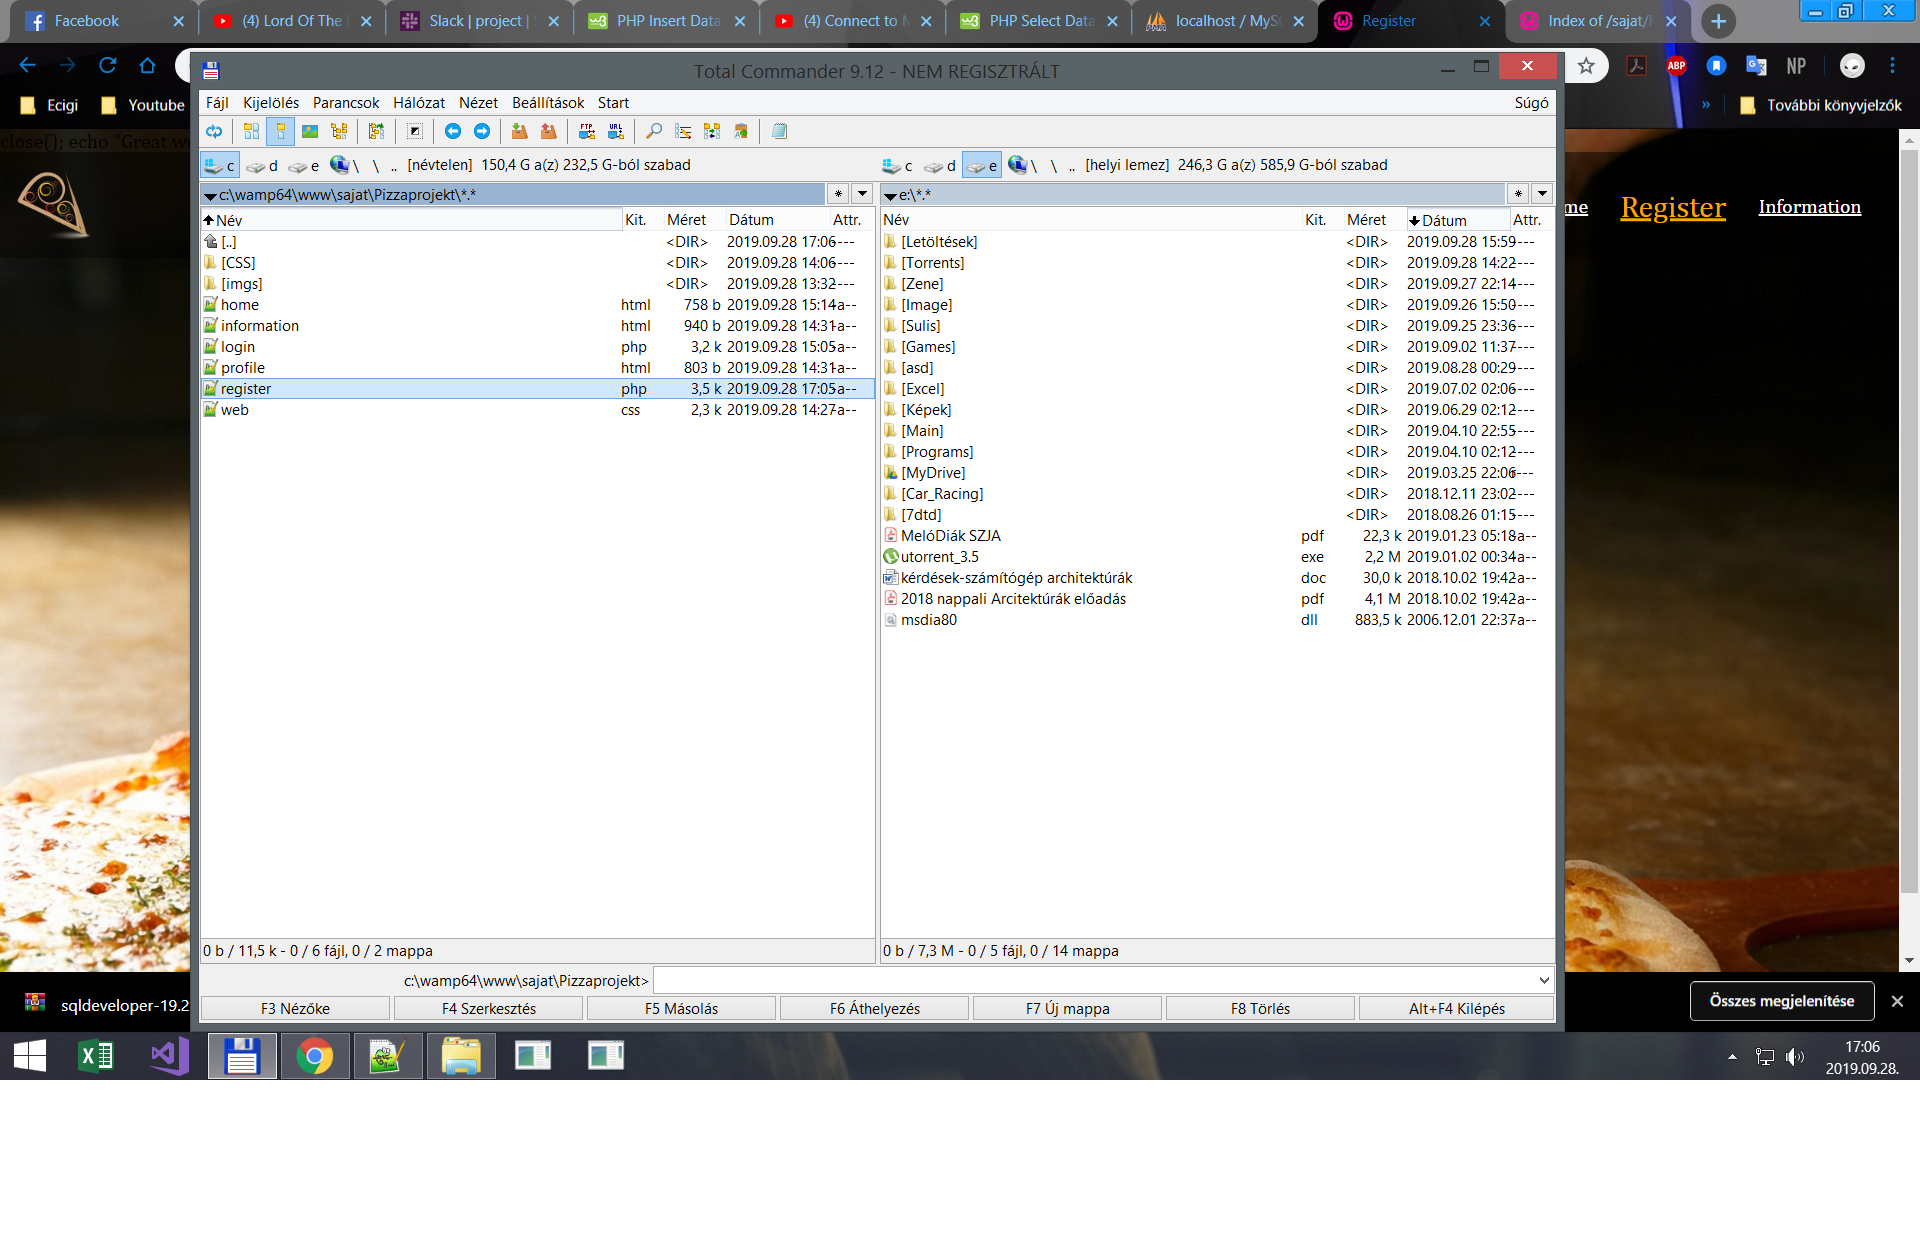 Facebook
(4) Lord Of The
Slack | project |
PHP Insert Data
(4) Connect to M
PHP Select Data
localhost / MyS
Register
Index of /sajat/
ABP
NP
Ecigi
Youtube
»
További könyvjelzők
close(); echo "Great w
me
Register
Information
Total Commander 9.12 - NEM REGISZTRÁLT
Fájl Kijelölés Parancsok Hálózat Nézet Beállítások Start
Súgó
FTP
URL
c d e \ \ .. [névtelen] 150,4 G a(z) 232,5 G-ból szabad
c d e \ \ .. [helyi lemez] 246,3 G a(z) 585,9 G-ból szabad
c:\wamp64\www\sajat\Pizzaprojekt\*.*
*
Név Kit. Méret Dátum Attr.
[..] <DIR> 2019.09.28 17:06 ----
[CSS] <DIR> 2019.09.28 14:06 ----
[imgs] <DIR> 2019.09.28 13:32 ----
home html 758 b 2019.09.28 15:14 -a--
information html 940 b 2019.09.28 14:31 -a--
login php 3,2 k 2019.09.28 15:05 -a--
profile html 803 b 2019.09.28 14:31 -a--
register php 3,5 k 2019.09.28 17:05 -a--
web css 2,3 k 2019.09.28 14:27 -a--
0 b / 11,5 k - 0 / 6 fájl, 0 / 2 mappa
e:\*.*
*
Név Kit. Méret Dátum Attr.
[Letöltések] <DIR> 2019.09.28 15:59 ----
[Torrents] <DIR> 2019.09.28 14:22 ----
[Zene] <DIR> 2019.09.27 22:14 ----
[Image] <DIR> 2019.09.26 15:50 ----
[Sulis] <DIR> 2019.09.25 23:36 ----
[Games] <DIR> 2019.09.02 11:37 ----
[asd] <DIR> 2019.08.28 00:29 ----
[Excel] <DIR> 2019.07.02 02:06 ----
[Képek] <DIR> 2019.06.29 02:12 ----
[Main] <DIR> 2019.04.10 22:55 ----
[Programs] <DIR> 2019.04.10 02:12 ----
[MyDrive] <DIR> 2019.03.25 22:06 ----
[Car_Racing] <DIR> 2018.12.11 23:02 ----
[7dtd] <DIR> 2018.08.26 01:15 ----
MelóDiák SZJA pdf 22,3 k 2019.01.23 05:18 -a--
utorrent_3.5 exe 2,2 M 2019.01.02 00:34 -a--
kérdések-számítógép architektúrák doc 30,0 k 2018.10.02 19:42 -a--
2018 nappali Arcitektúrák előadás pdf 4,1 M 2018.10.02 19:42 -a--
msdia80 dll 883,5 k 2006.12.01 22:37 -a--
0 b / 7,3 M - 0 / 5 fájl, 0 / 14 mappa
c:\wamp64\www\sajat\Pizzaprojekt>
F3 Nézőke
F4 Szerkesztés
F5 Másolás
F6 Áthelyezés
F7 Új mappa
F8 Törlés
Alt+F4 Kilépés
sqldeveloper-19.2
Összes megjelenítése
17:06
2019.09.28.